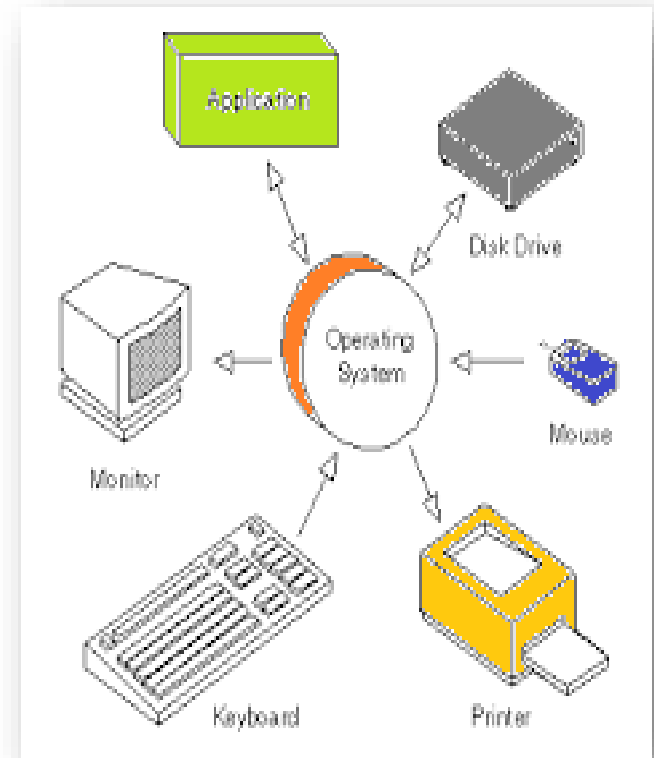 Application
Disk Drive
Operating
System
Mouse
Monitor
Keyboard
Printer